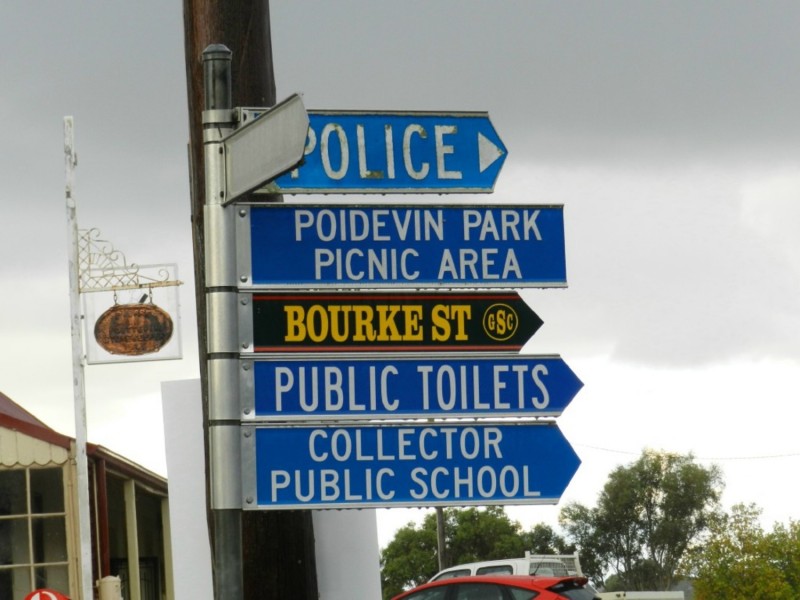 POLICE
POIDEVIN PARK
PICNIC AREA
BOURKE ST GSC
PUBLIC TOILETS
COLLECTOR
PUBLIC SCHOOL